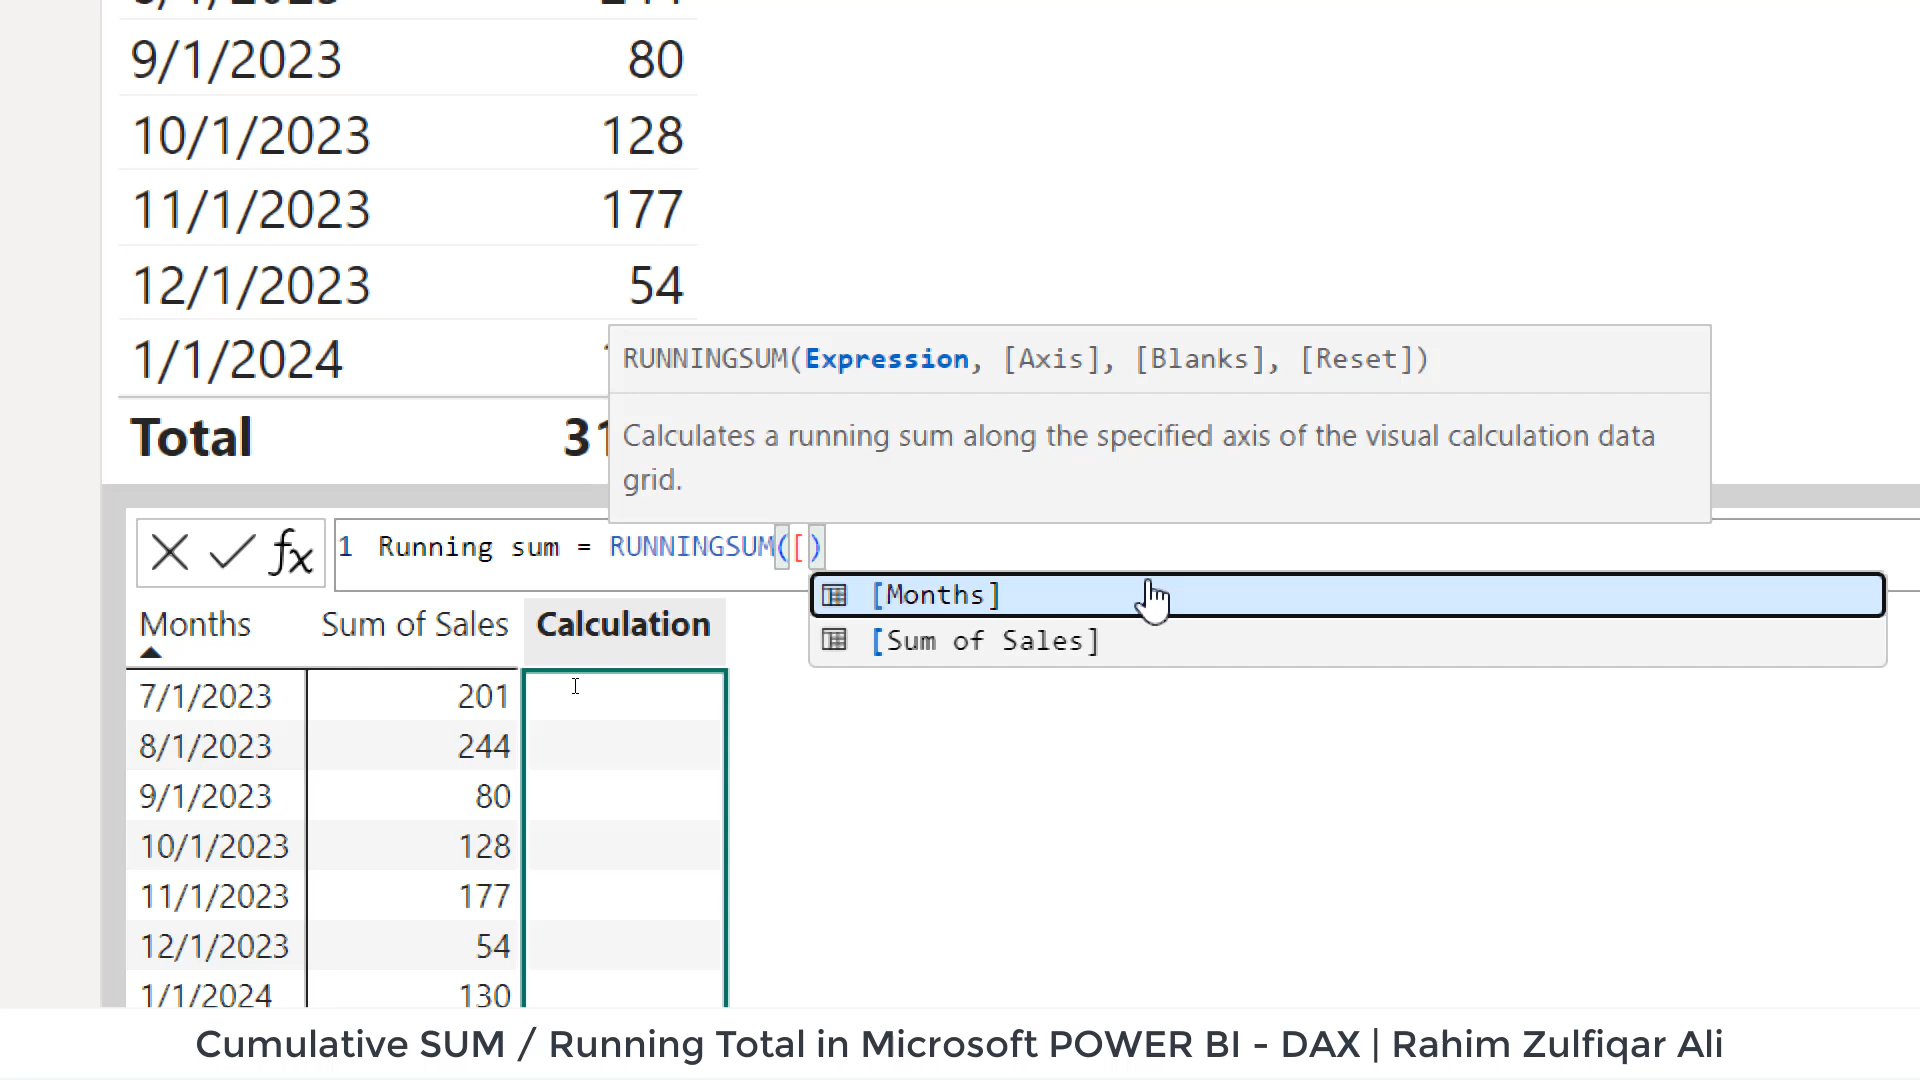 9/1/2023 80
10/1/2023 128
11/1/2023 177
12/1/2023 54
1/1/2024
Total 31
RUNNINGSUM(Expression, [Axis], [Blanks], [Reset])
Calculates a running sum along the specified axis of the visual calculation data
grid.
fx 1 Running sum = RUNNINGSUM([)
[Months]
[Sum of Sales]
Months Sum of Sales Calculation
7/1/2023 201
8/1/2023 244
9/1/2023 80
10/1/2023 128
11/1/2023 177
12/1/2023 54
1/1/2024 130
Cumulative SUM / Running Total in Microsoft POWER BI - DAX | Rahim Zulfiqar Ali